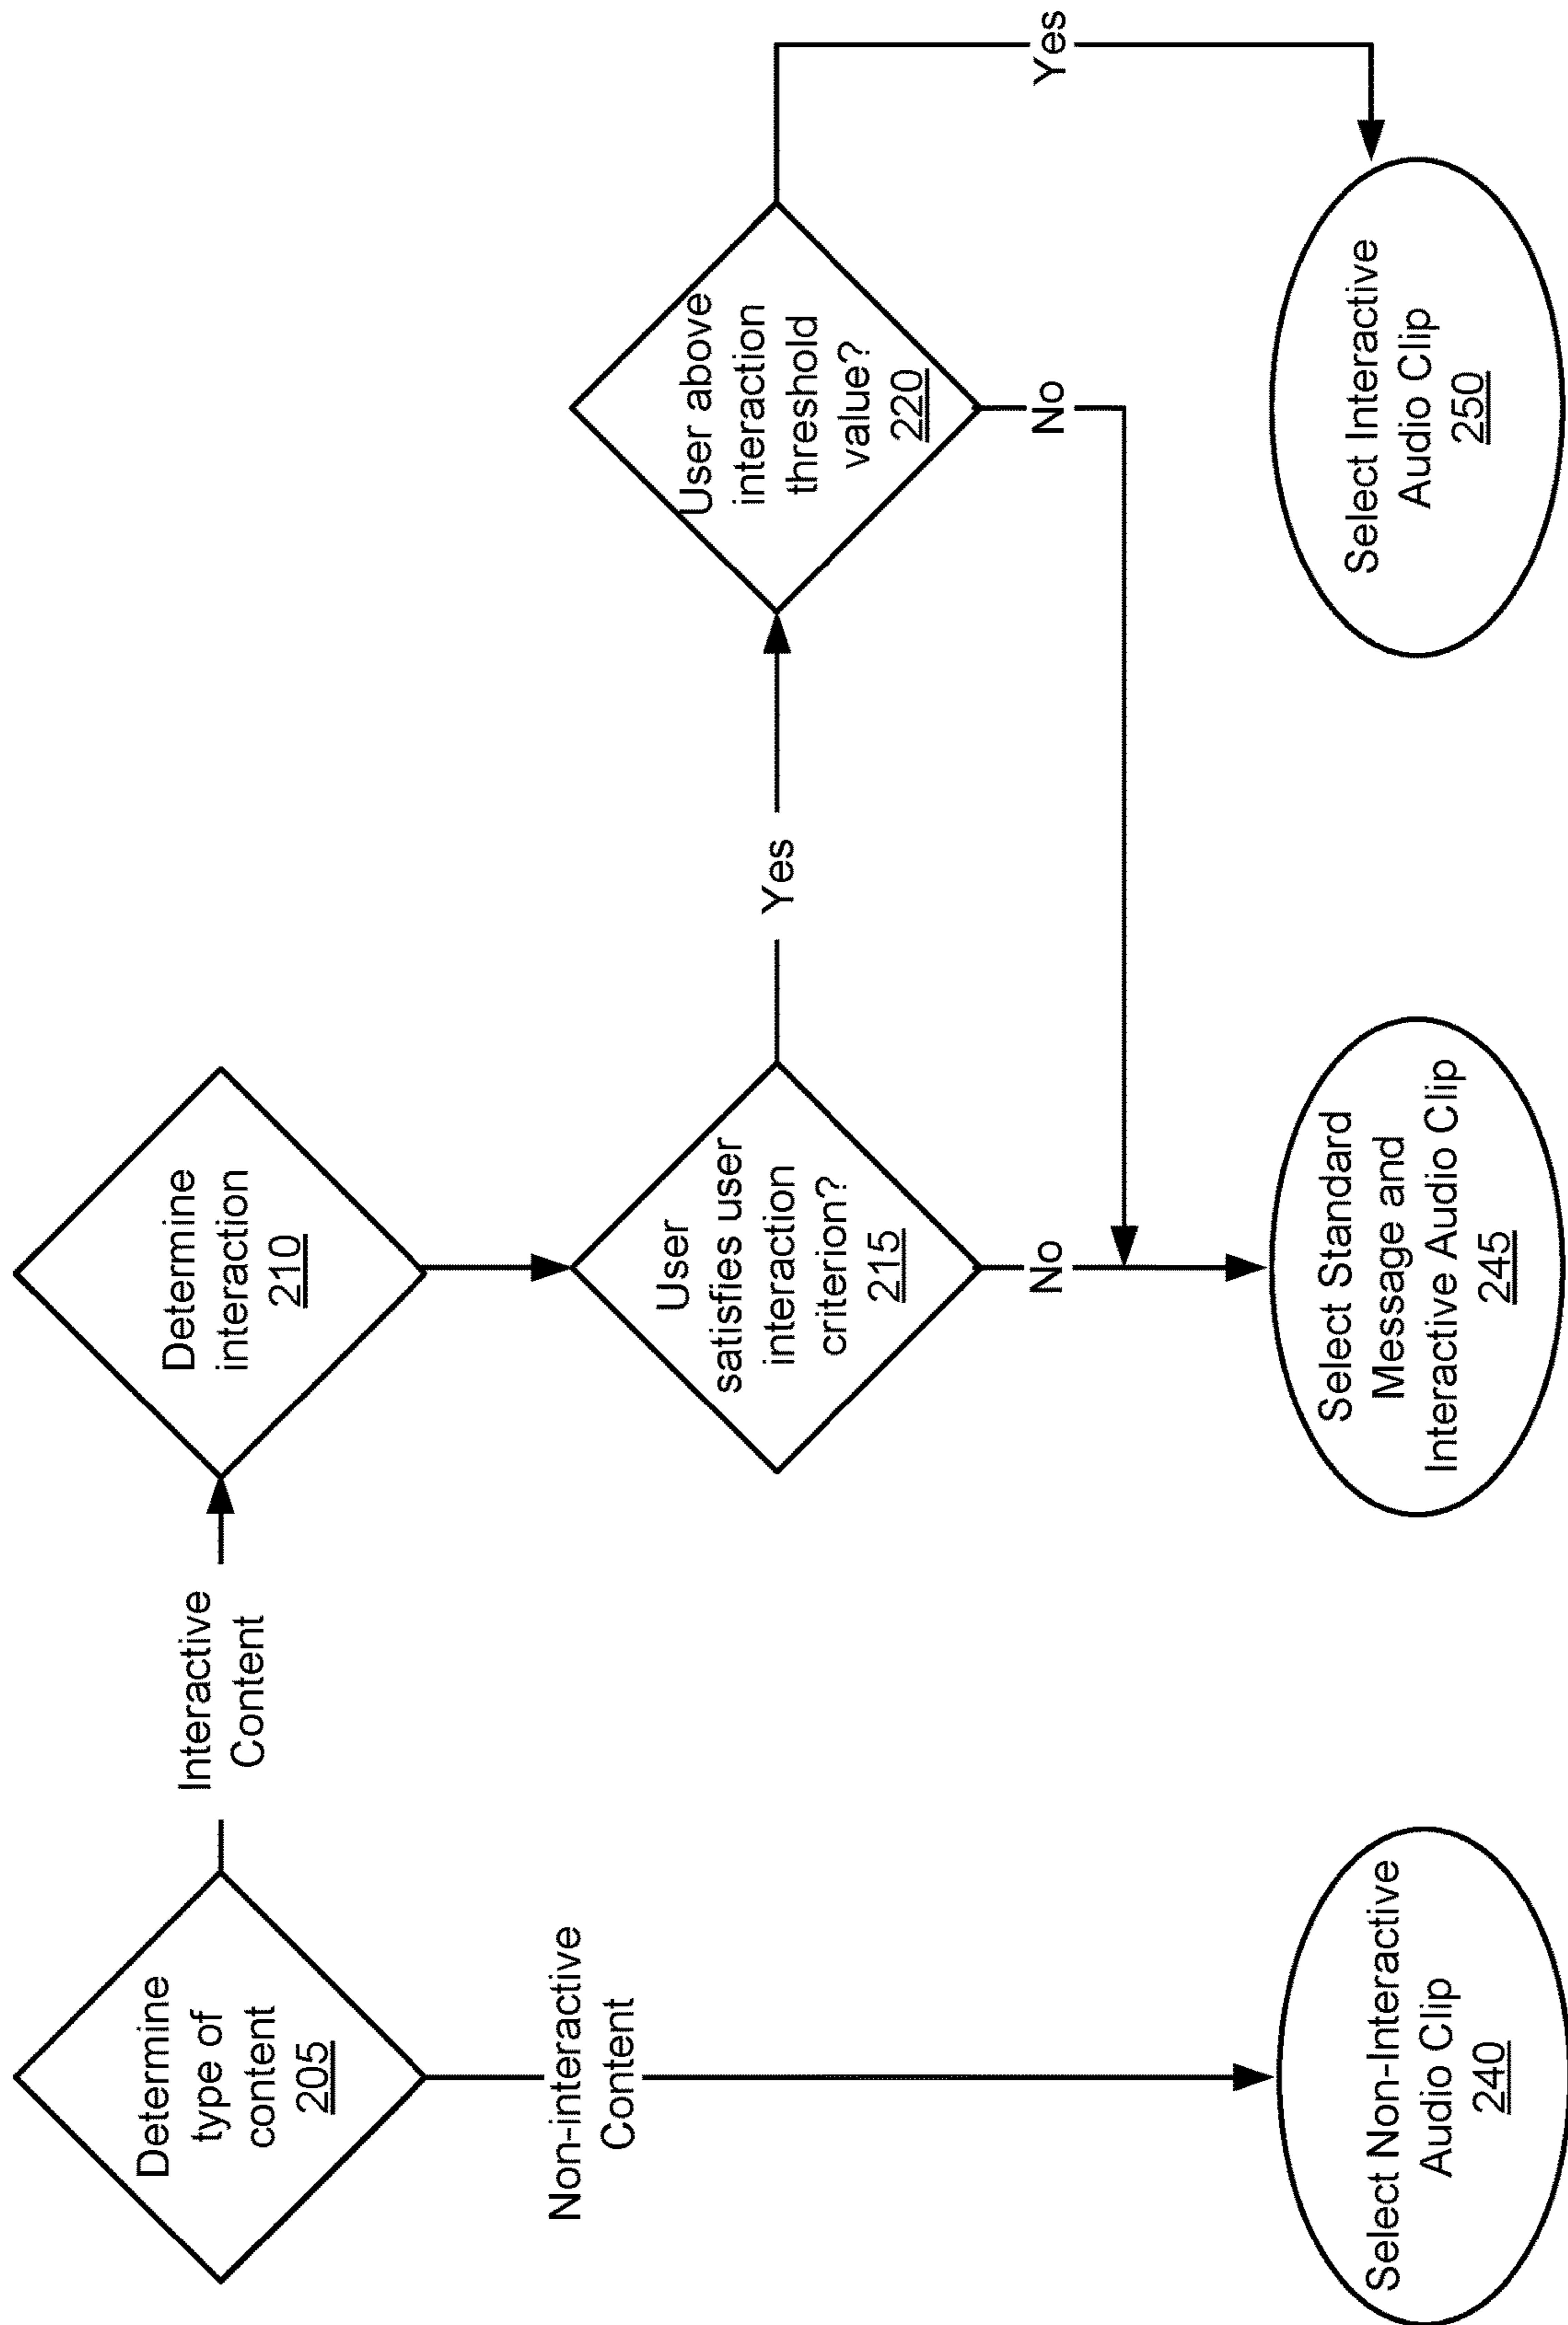 Determine
type of
content
205
Interactive
Content
Determine
interaction
210
Non-interactive
Content
User
satisfies user
interaction
criterion?
215
Yes
User above
interaction
threshold
value?
220
No
No
Yes
Select Non-Interactive
Audio Clip
240
Select Standard
Message and
Interactive Audio Clip
245
Select Interactive
Audio Clip
250